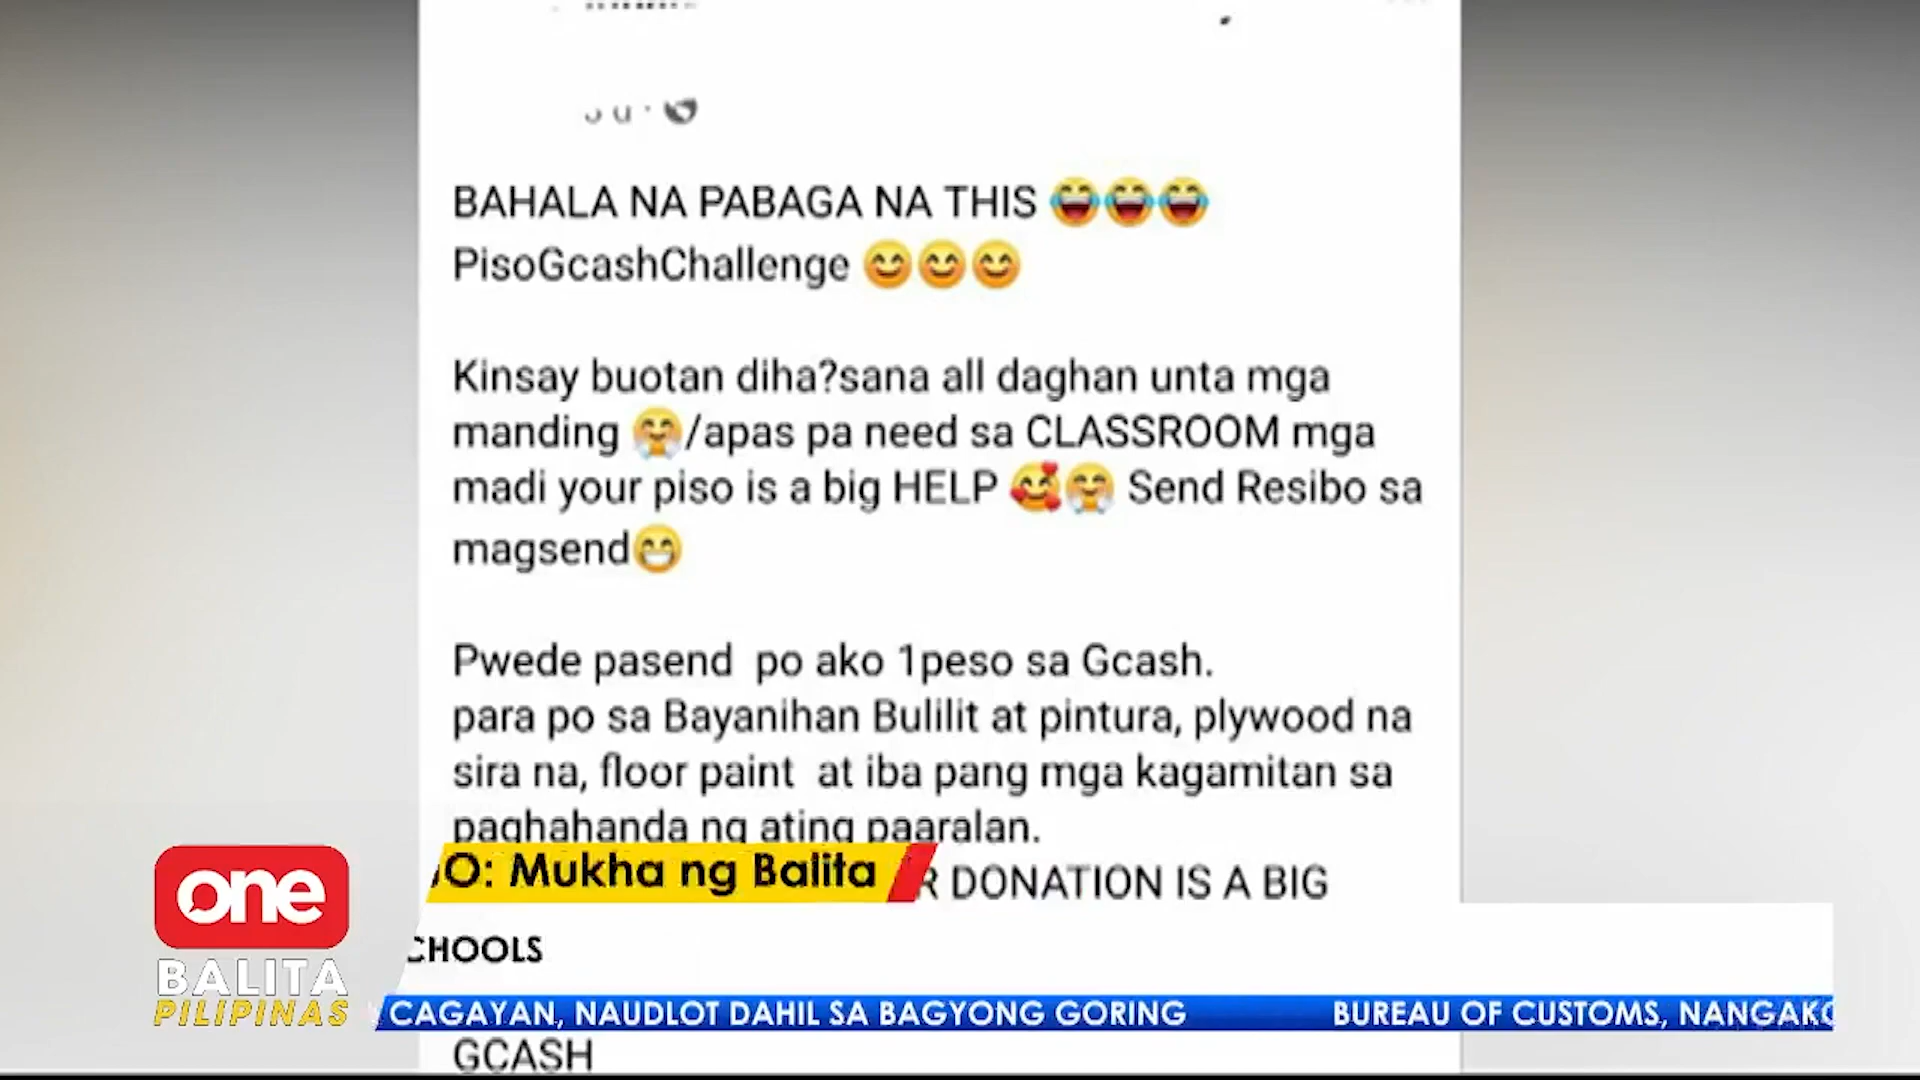 BAHALA NA PABAGA NA THIS 😂😂😂
PisoGcashChallenge 😊😊😊
Kinsay buotan diha?sana all daghan unta mga
manding 🤗/apas pa need sa CLASSROOM mga
madi your piso is a big HELP 🥰🤗 Send Resibo sa
magsend😁
Pwede pasend po ako 1peso sa Gcash.
para po sa Bayanihan Bulilit at pintura, plywood na
sira na, floor paint at iba pang mga kagamitan sa
paghahanda ng ating paaralan.
DONATION IS A BIG
O: Mukha ng Balita
CHOOLS
one
BALITA
PILIPINAS
CAGAYAN, NAUDLOT DAHIL SA BAGYONG GORING BUREAU OF CUSTOMS, NANGAKO
GCASH